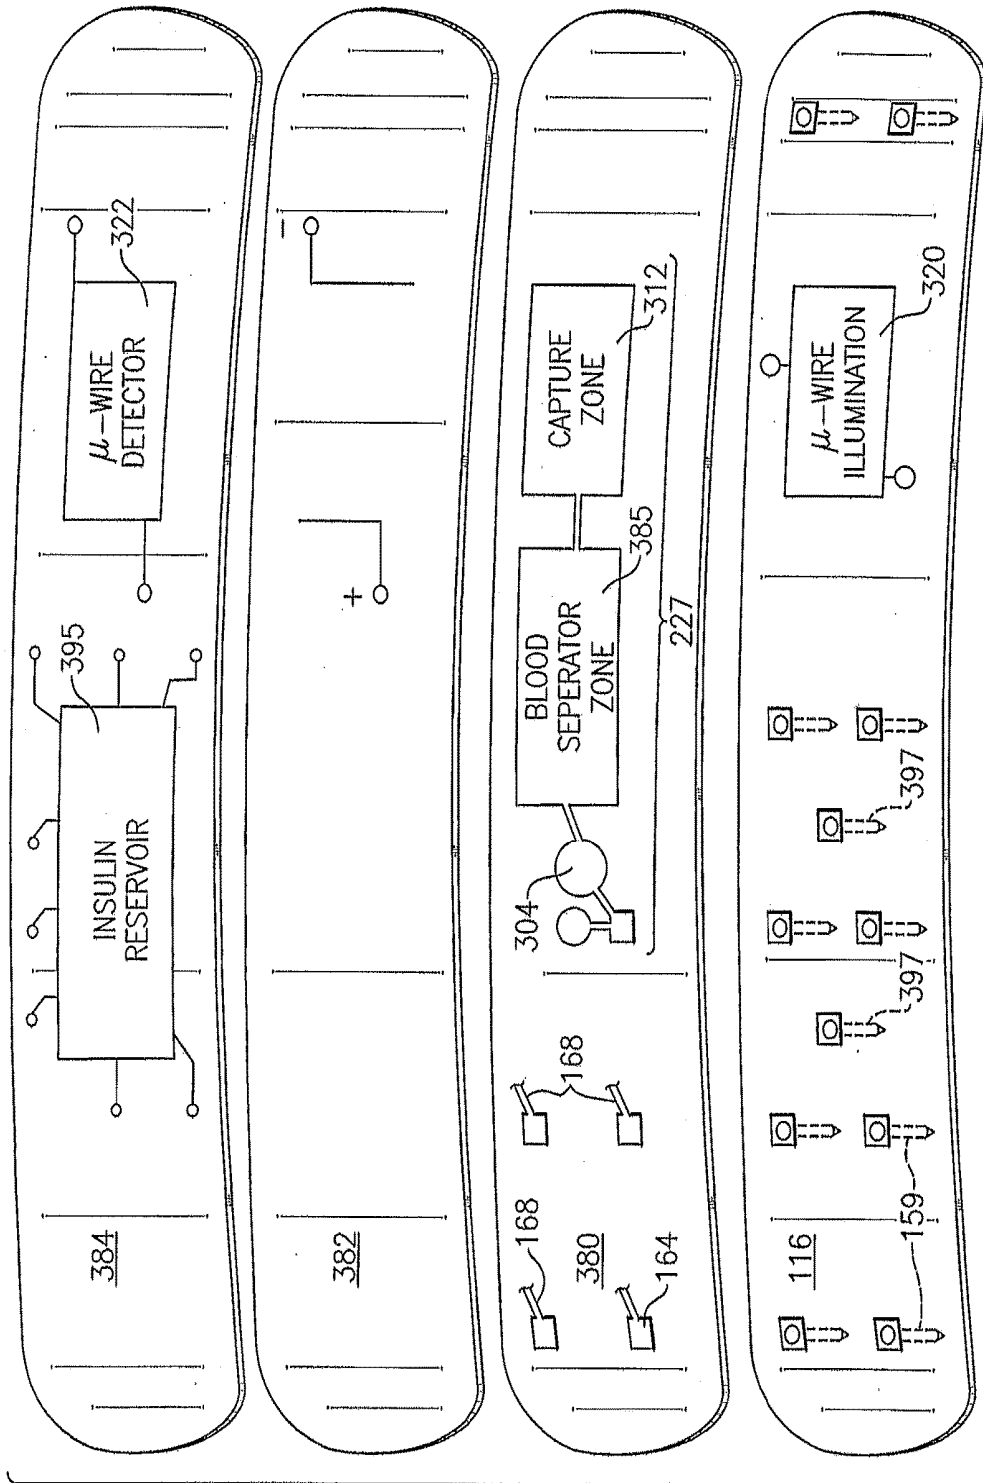 384
INSULIN
RESERVOIR
395
μ-WIRE
DETECTOR
322
382
+
-
168
168
380
164
304
BLOOD
SEPERATOR
ZONE
385
CAPTURE
ZONE
312
227
116
159
397
397
μ-WIRE
ILLUMINATION
320